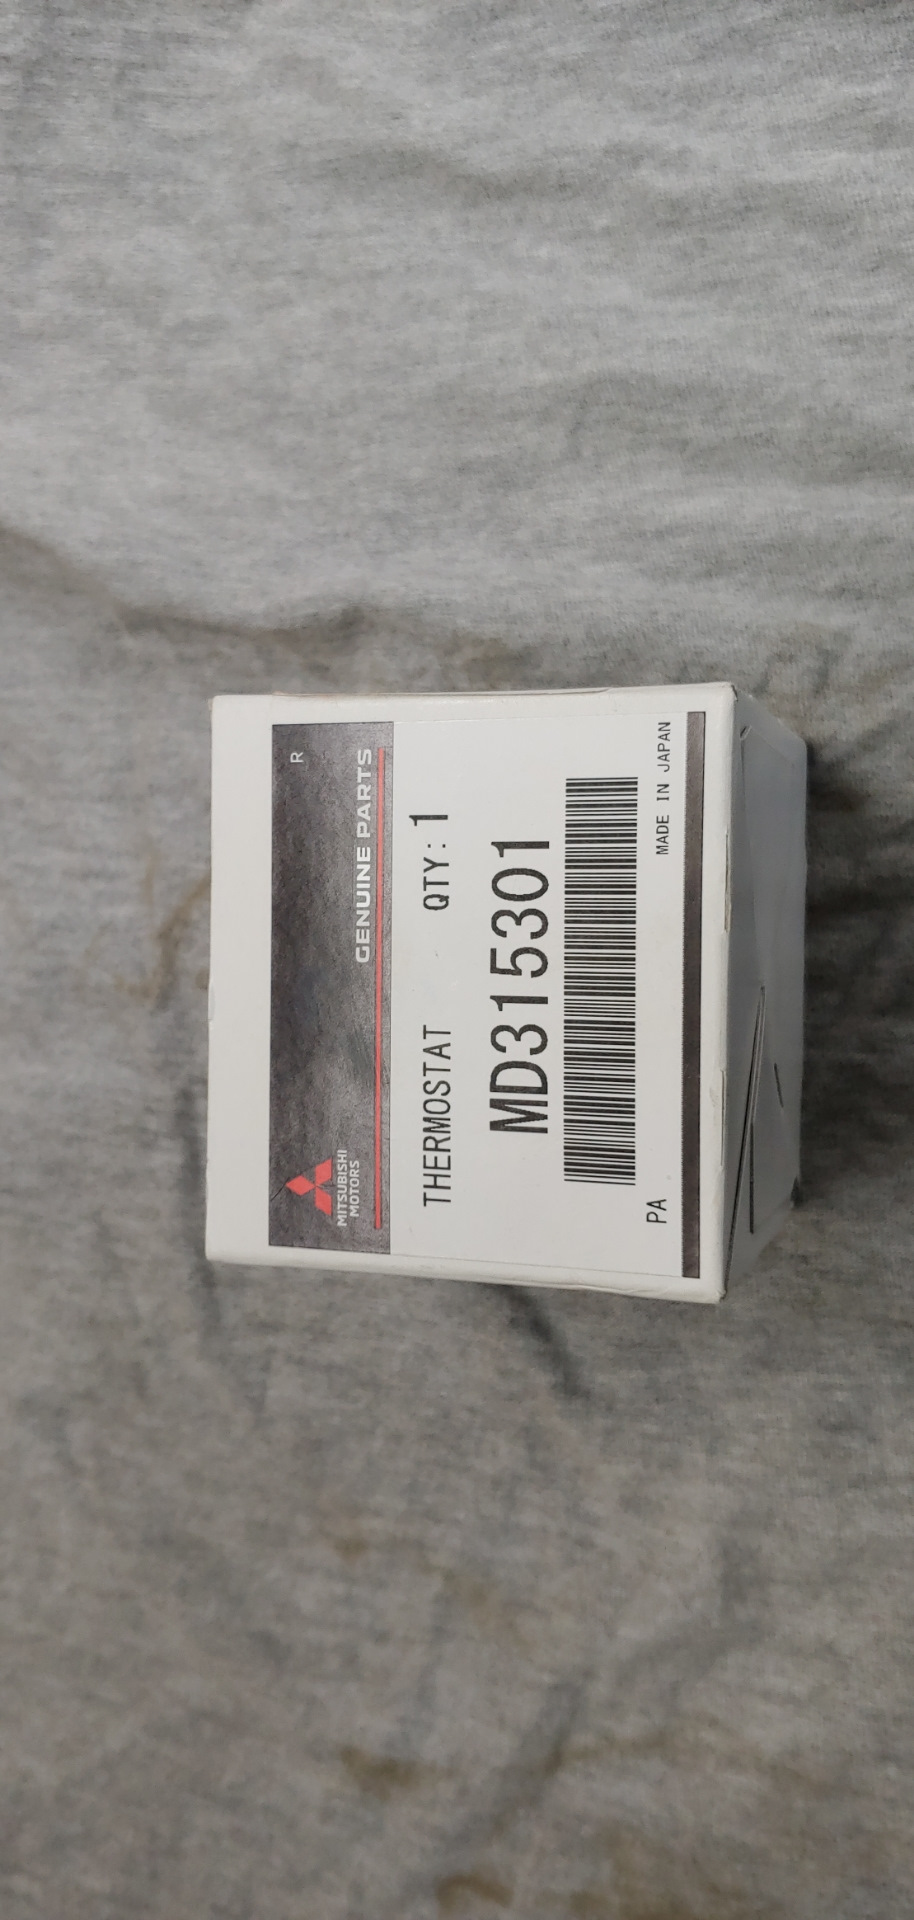 R
MITSUBISHI
MOTORS
GENUINE PARTS
THERMOSTAT QTY: 1
MD315301
PA
MADE IN JAPAN